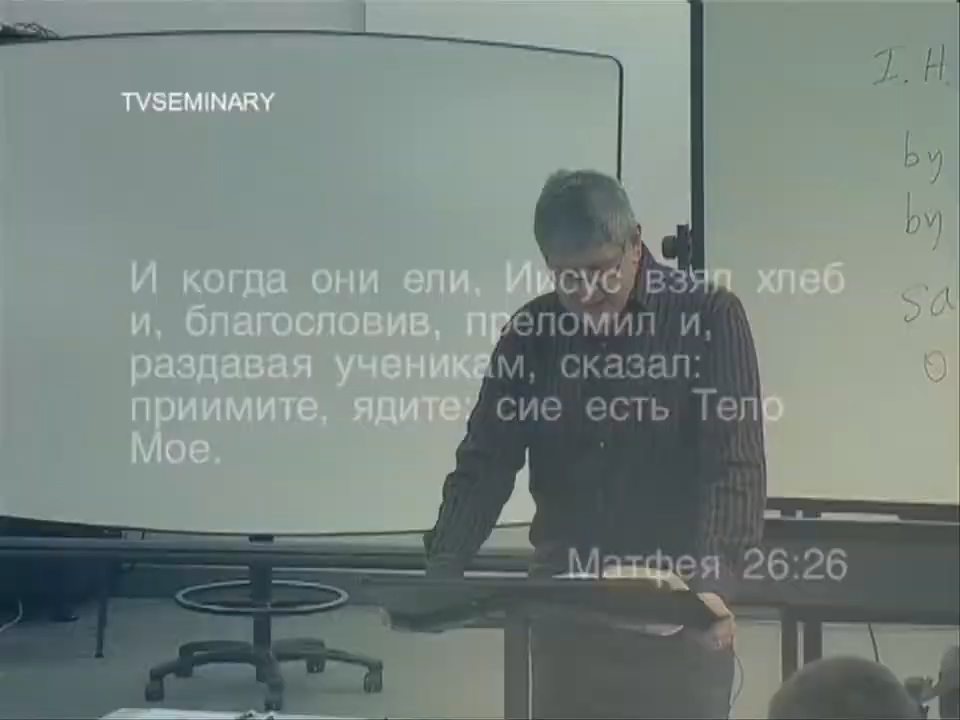 TVSEMINARY
I. H.
by
by
sa
o
И когда они ели, Иисус взял хлеб
и, благословив, преломил и,
раздавая ученикам, сказал:
приимите, ядите: сие есть Тело
Мое.
Матфея 26:26